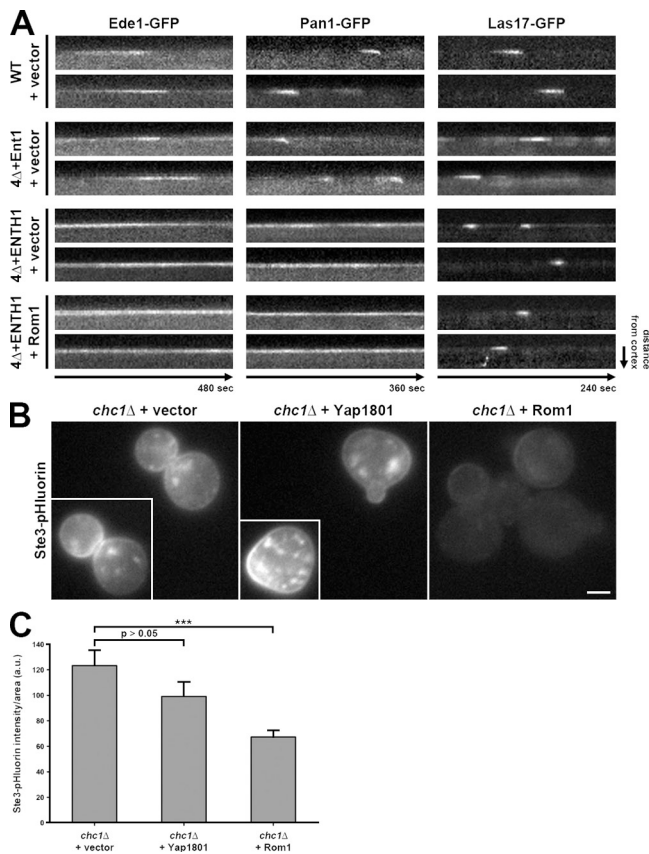 A
Ede1-GFP
Pan1-GFP
Las17-GFP
WT
+ vector
4Δ+Ent1
+ vector
4Δ+ENTH1
+ vector
4Δ+ENTH1
+ Rom1
distance
from cortex
480 sec
360 sec
240 sec
B
chc1Δ + vector
chc1Δ + Yap1801
chc1Δ + Rom1
Ste3-pHluorin
C
***
p > 0.05
Ste3-pHluorin intensity/area (a.u.)
140
120
100
80
60
40
20
0
chc1Δ
+ vector
chc1Δ
+ Yap1801
chc1Δ
+ Rom1